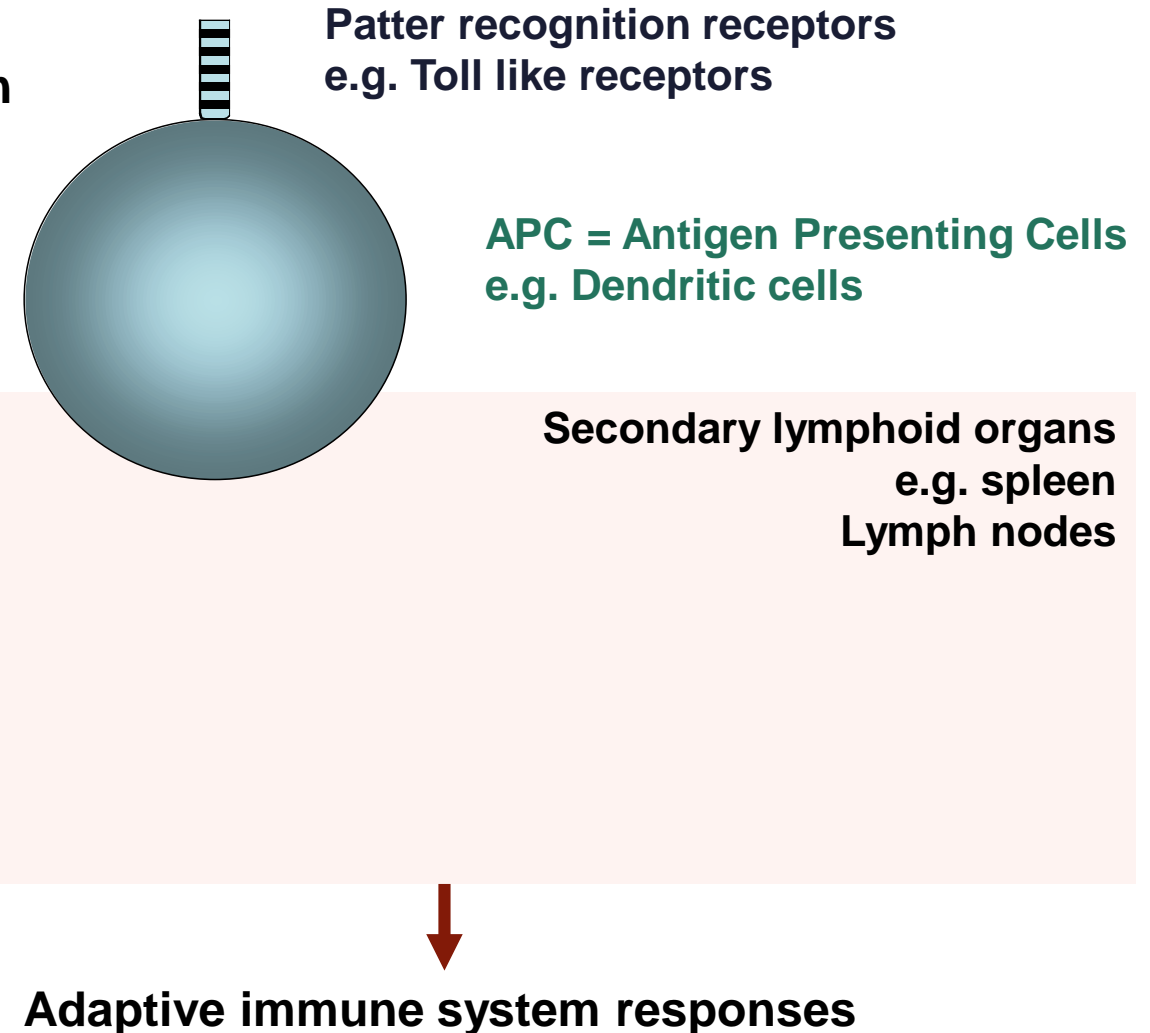 Patter recognition receptors
e.g. Toll like receptors
APC = Antigen Presenting Cells
e.g. Dendritic cells
Secondary lymphoid organs
e.g. spleen
Lymph nodes
Adaptive immune system responses